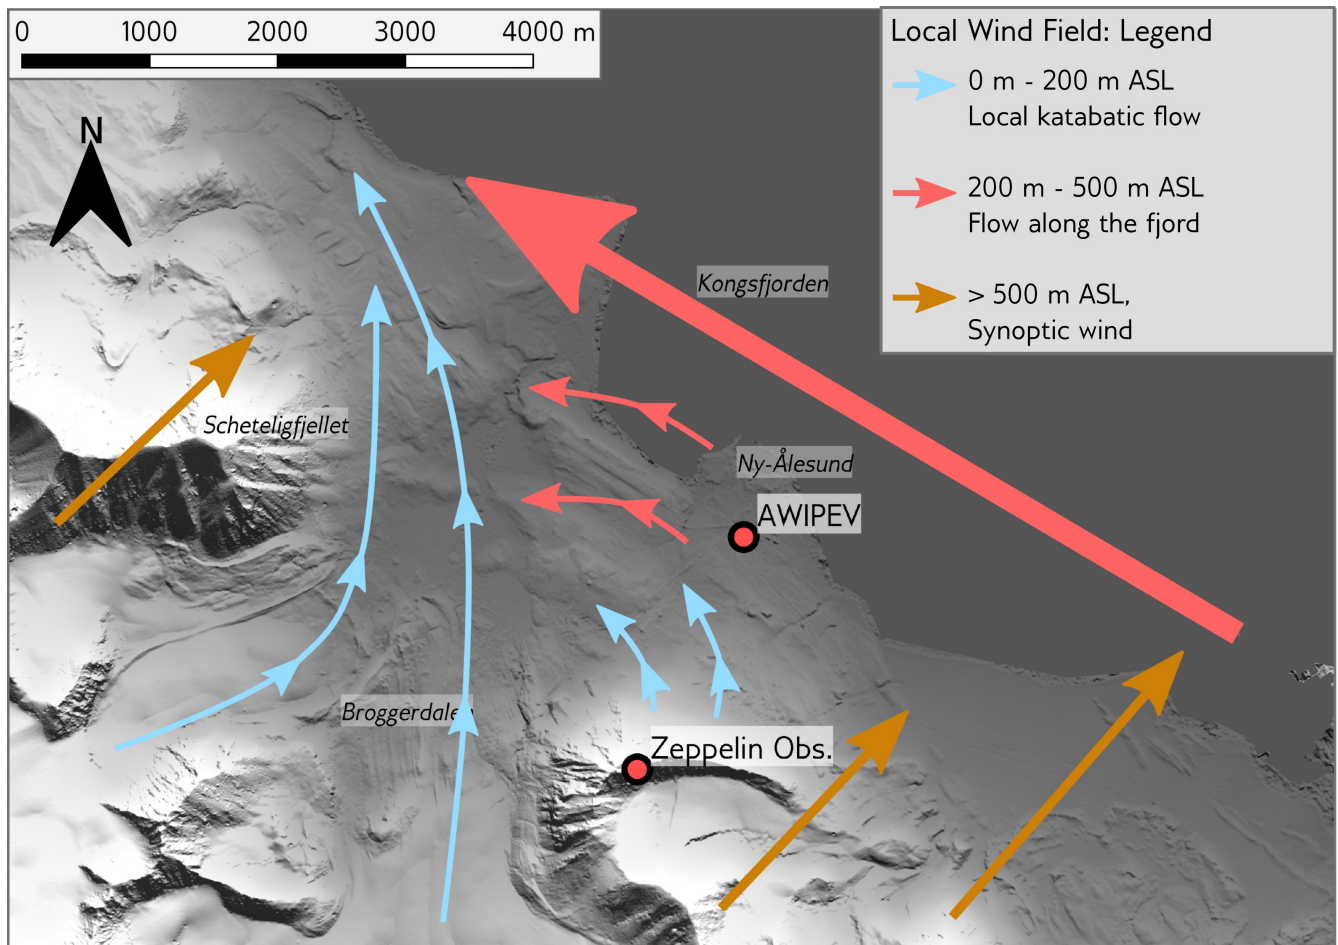 0 1000 2000 3000 4000 m
Local Wind Field: Legend
0 m - 200 m ASL
Local katabatic flow
200 m - 500 m ASL
Flow along the fjord
> 500 m ASL,
Synoptic wind
N
Kongsfjorden
Scheteligfjellet
Ny-Ålesund
AWIPEV
Broggerdalen
Zeppelin Obs.